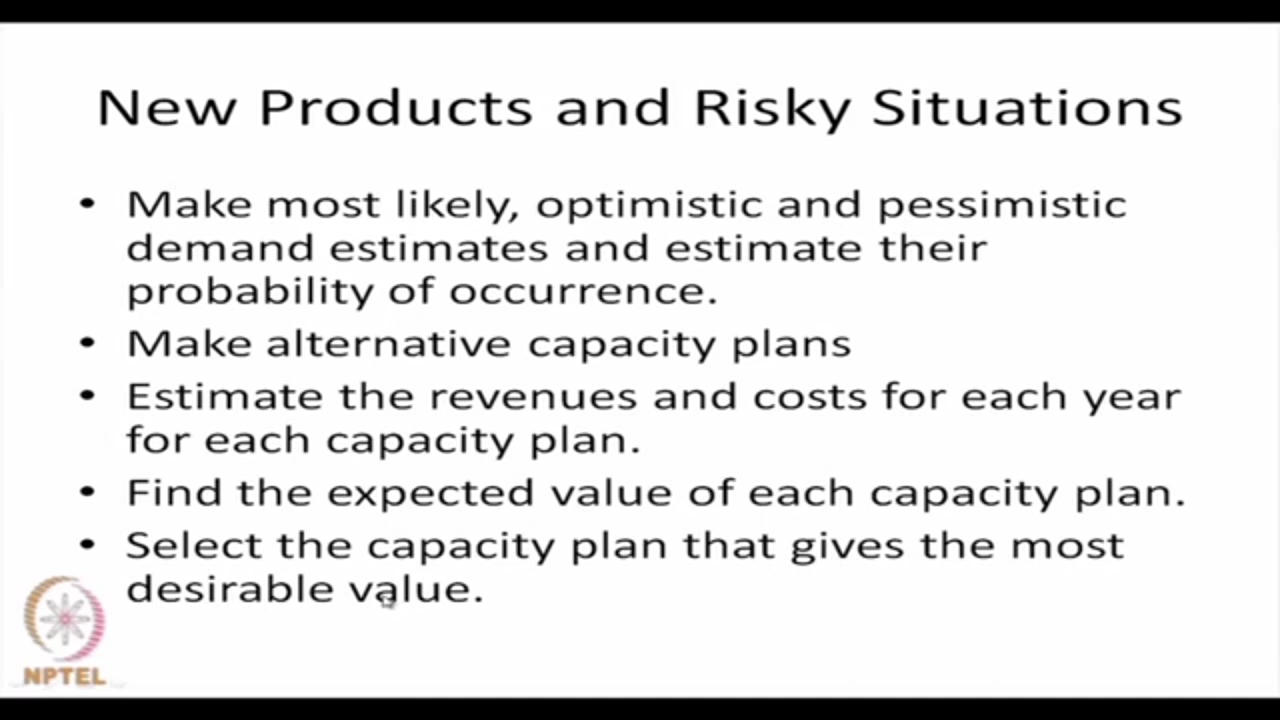 New Products and Risky Situations
• Make most likely, optimistic and pessimistic
demand estimates and estimate their
probability of occurrence.
• Make alternative capacity plans
• Estimate the revenues and costs for each year
for each capacity plan.
• Find the expected value of each capacity plan.
• Select the capacity plan that gives the most
desirable value.
NPTEL